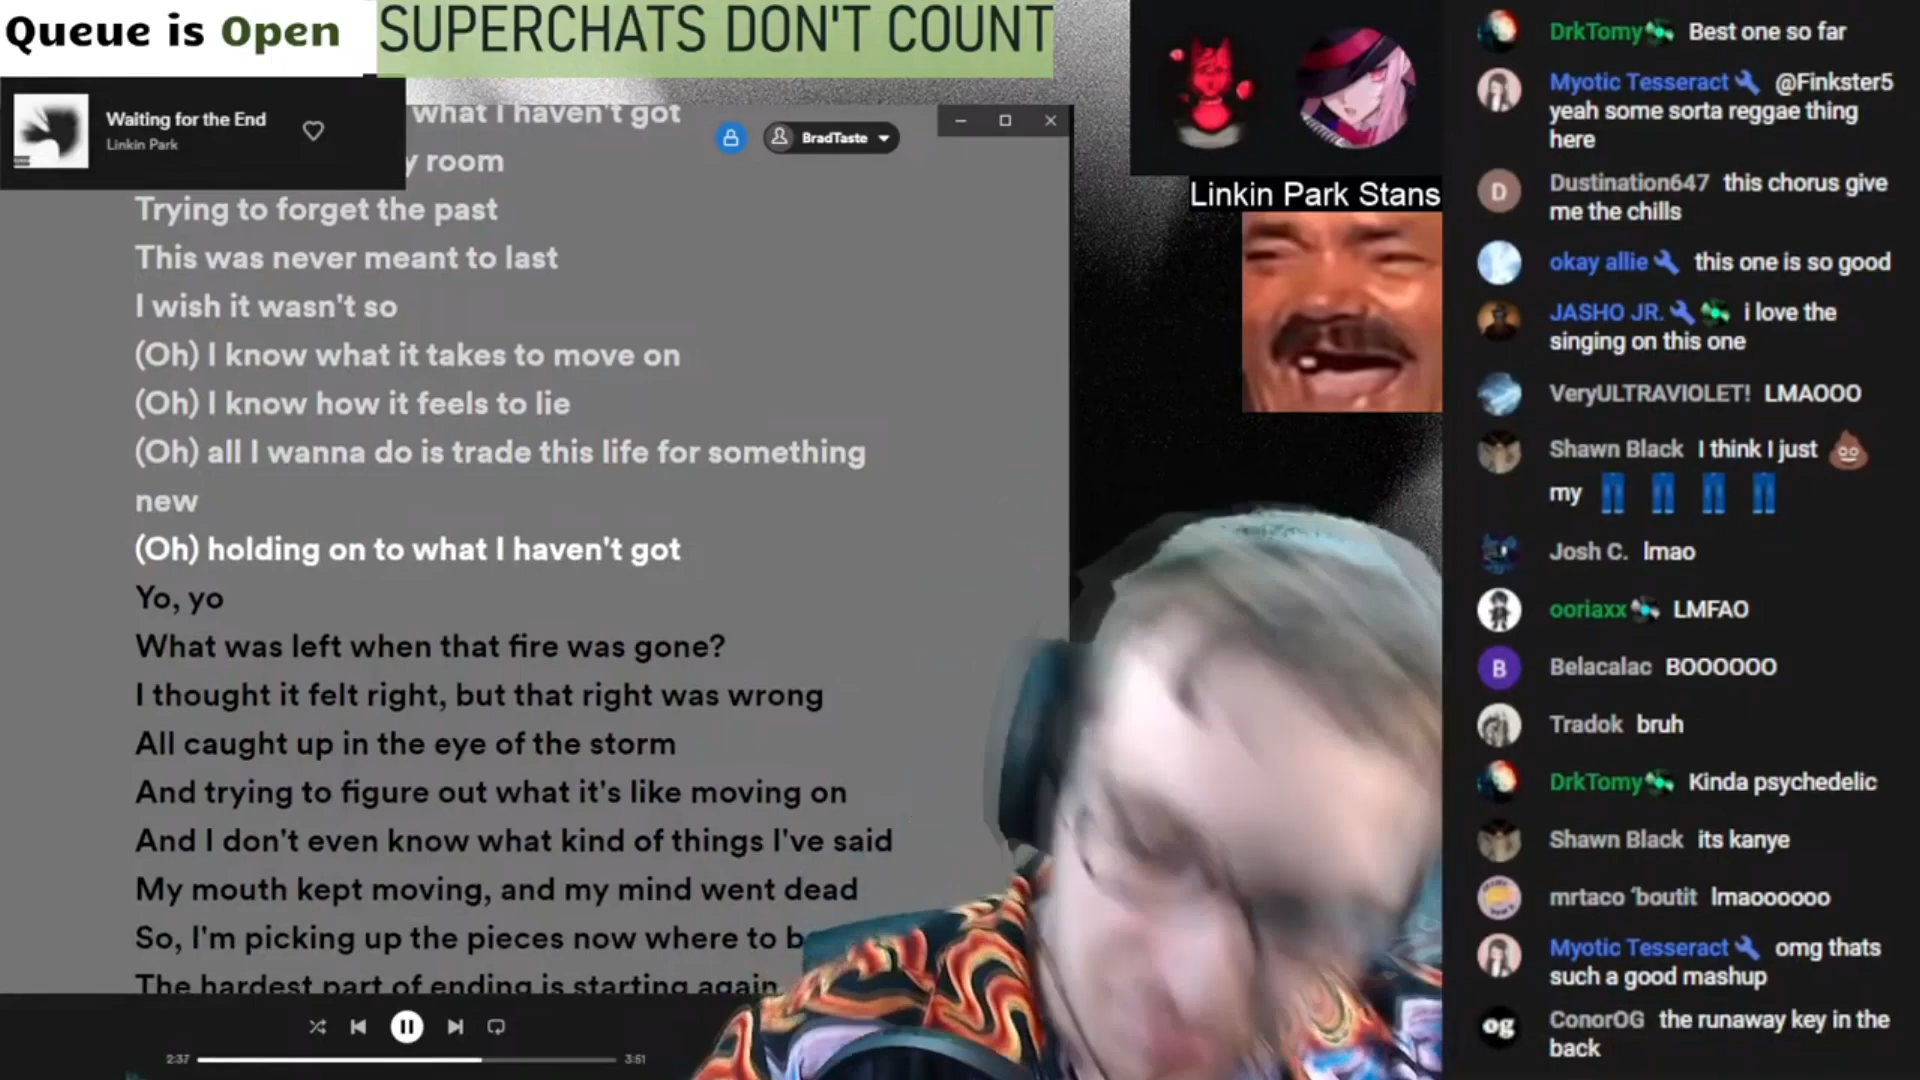 Queue is Open
SUPERCHATS DON'T COUNT
Waiting for the End
Linkin Park
what I haven't got
BradTaste
room
Trying to forget the past
This was never meant to last
I wish it wasn't so
(Oh) I know what it takes to move on
(Oh) I know how it feels to lie
(Oh) all I wanna do is trade this life for something
new
(Oh) holding on to what I haven't got
Yo, yo
What was left when that fire was gone?
I thought it felt right, but that right was wrong
All caught up in the eye of the storm
And trying to figure out what it's like moving on
And I don't even know what kind of things I've said
My mouth kept moving, and my mind went dead
So, I'm picking up the pieces now where to b
The hardest part of ending is starting again
2:37
3:51
Linkin Park Stans
DrkTomy Best one so far
Myotic Tesseract @Finkster5
yeah some sorta reggae thing
here
D
Dustination647 this chorus give
me the chills
okay allie this one is so good
JASHO JR. i love the
singing on this one
VeryULTRAVIOLET! LMAOOO
Shawn Black I think I just 💩
my 👖 👖 👖 👖
Josh C. lmao
ooriaxx LMFAO
B
Belacalac BOOOOOO
Tradok bruh
DrkTomy Kinda psychedelic
Shawn Black its kanye
mrtaco 'boutit lmaoooooo
Myotic Tesseract omg thats
such a good mashup
og
ConorOG the runaway key in the
back